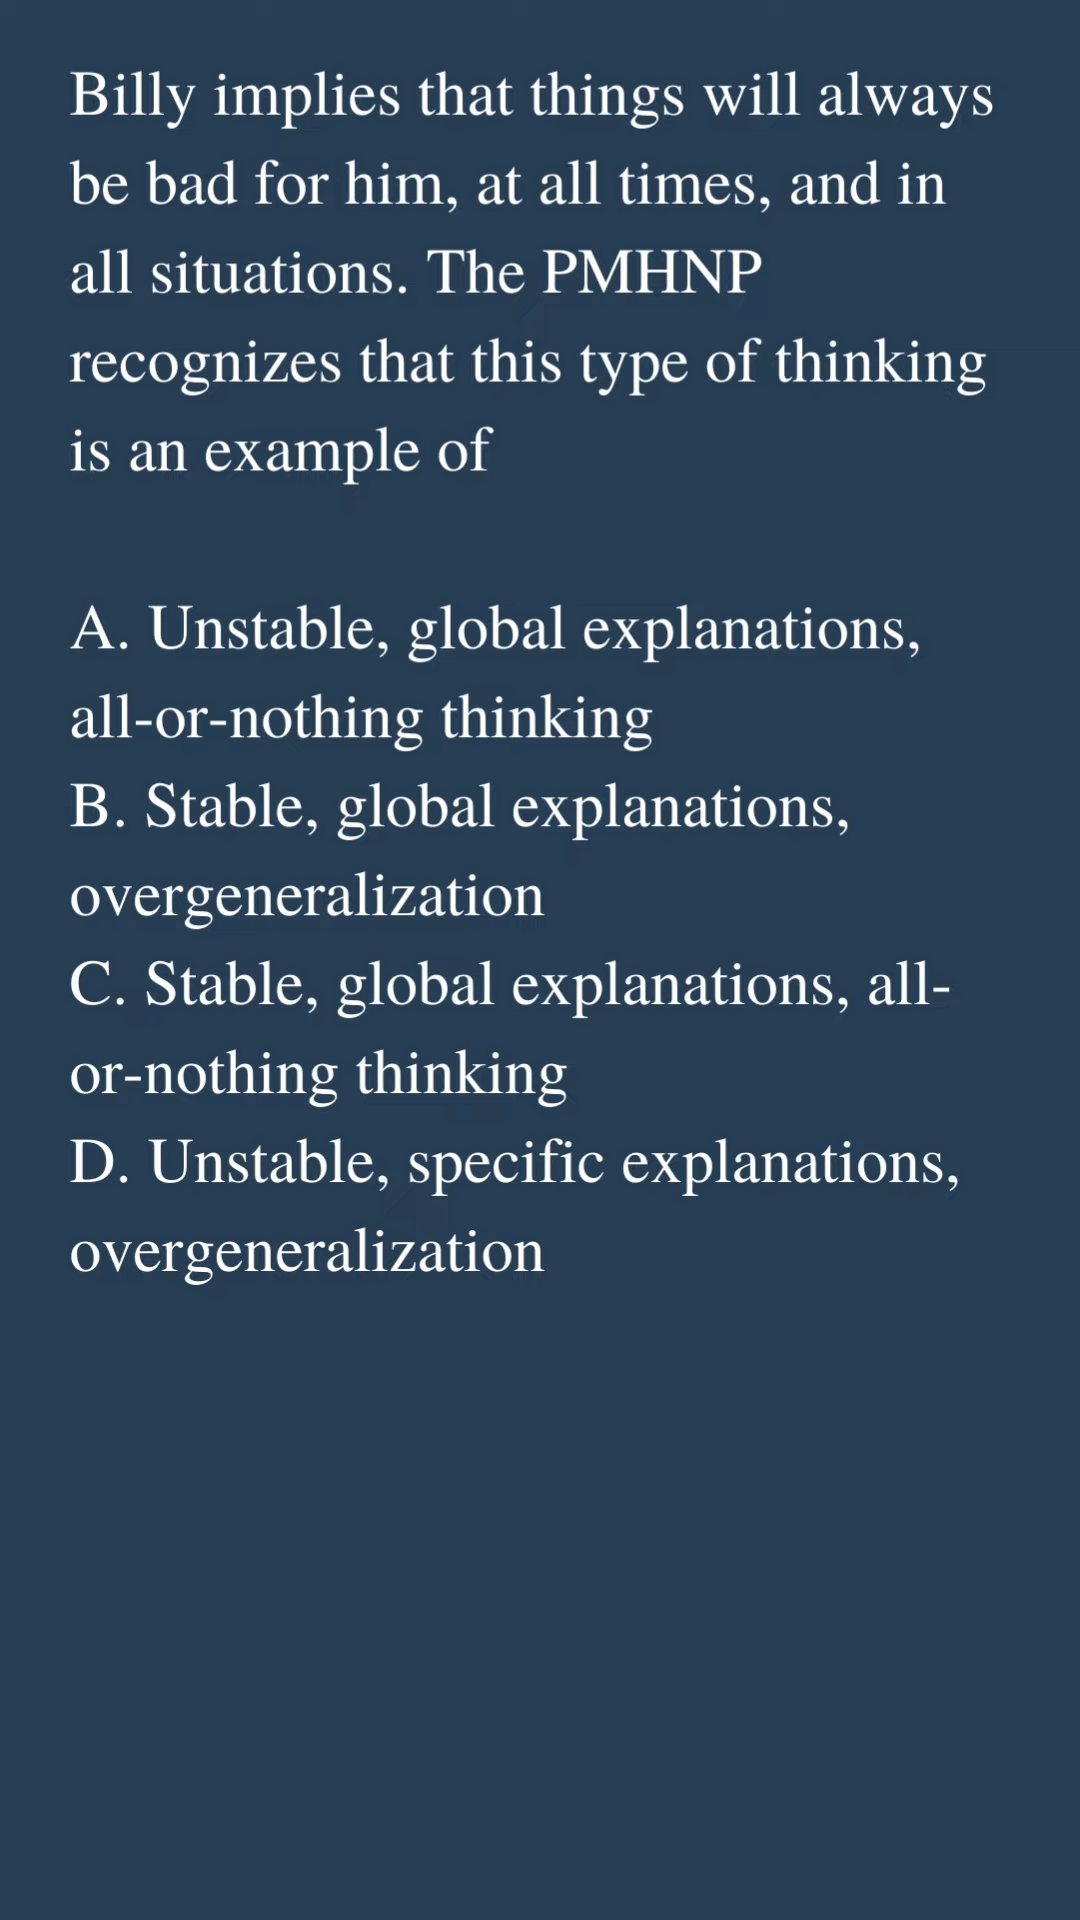 Billy implies that things will always
be bad for him, at all times, and in
all situations. The PMHNP
recognizes that this type of thinking
is an example of
A. Unstable, global explanations,
all-or-nothing thinking
B. Stable, global explanations,
overgeneralization
C. Stable, global explanations, all-
or-nothing thinking
D. Unstable, specific explanations,
overgeneralization